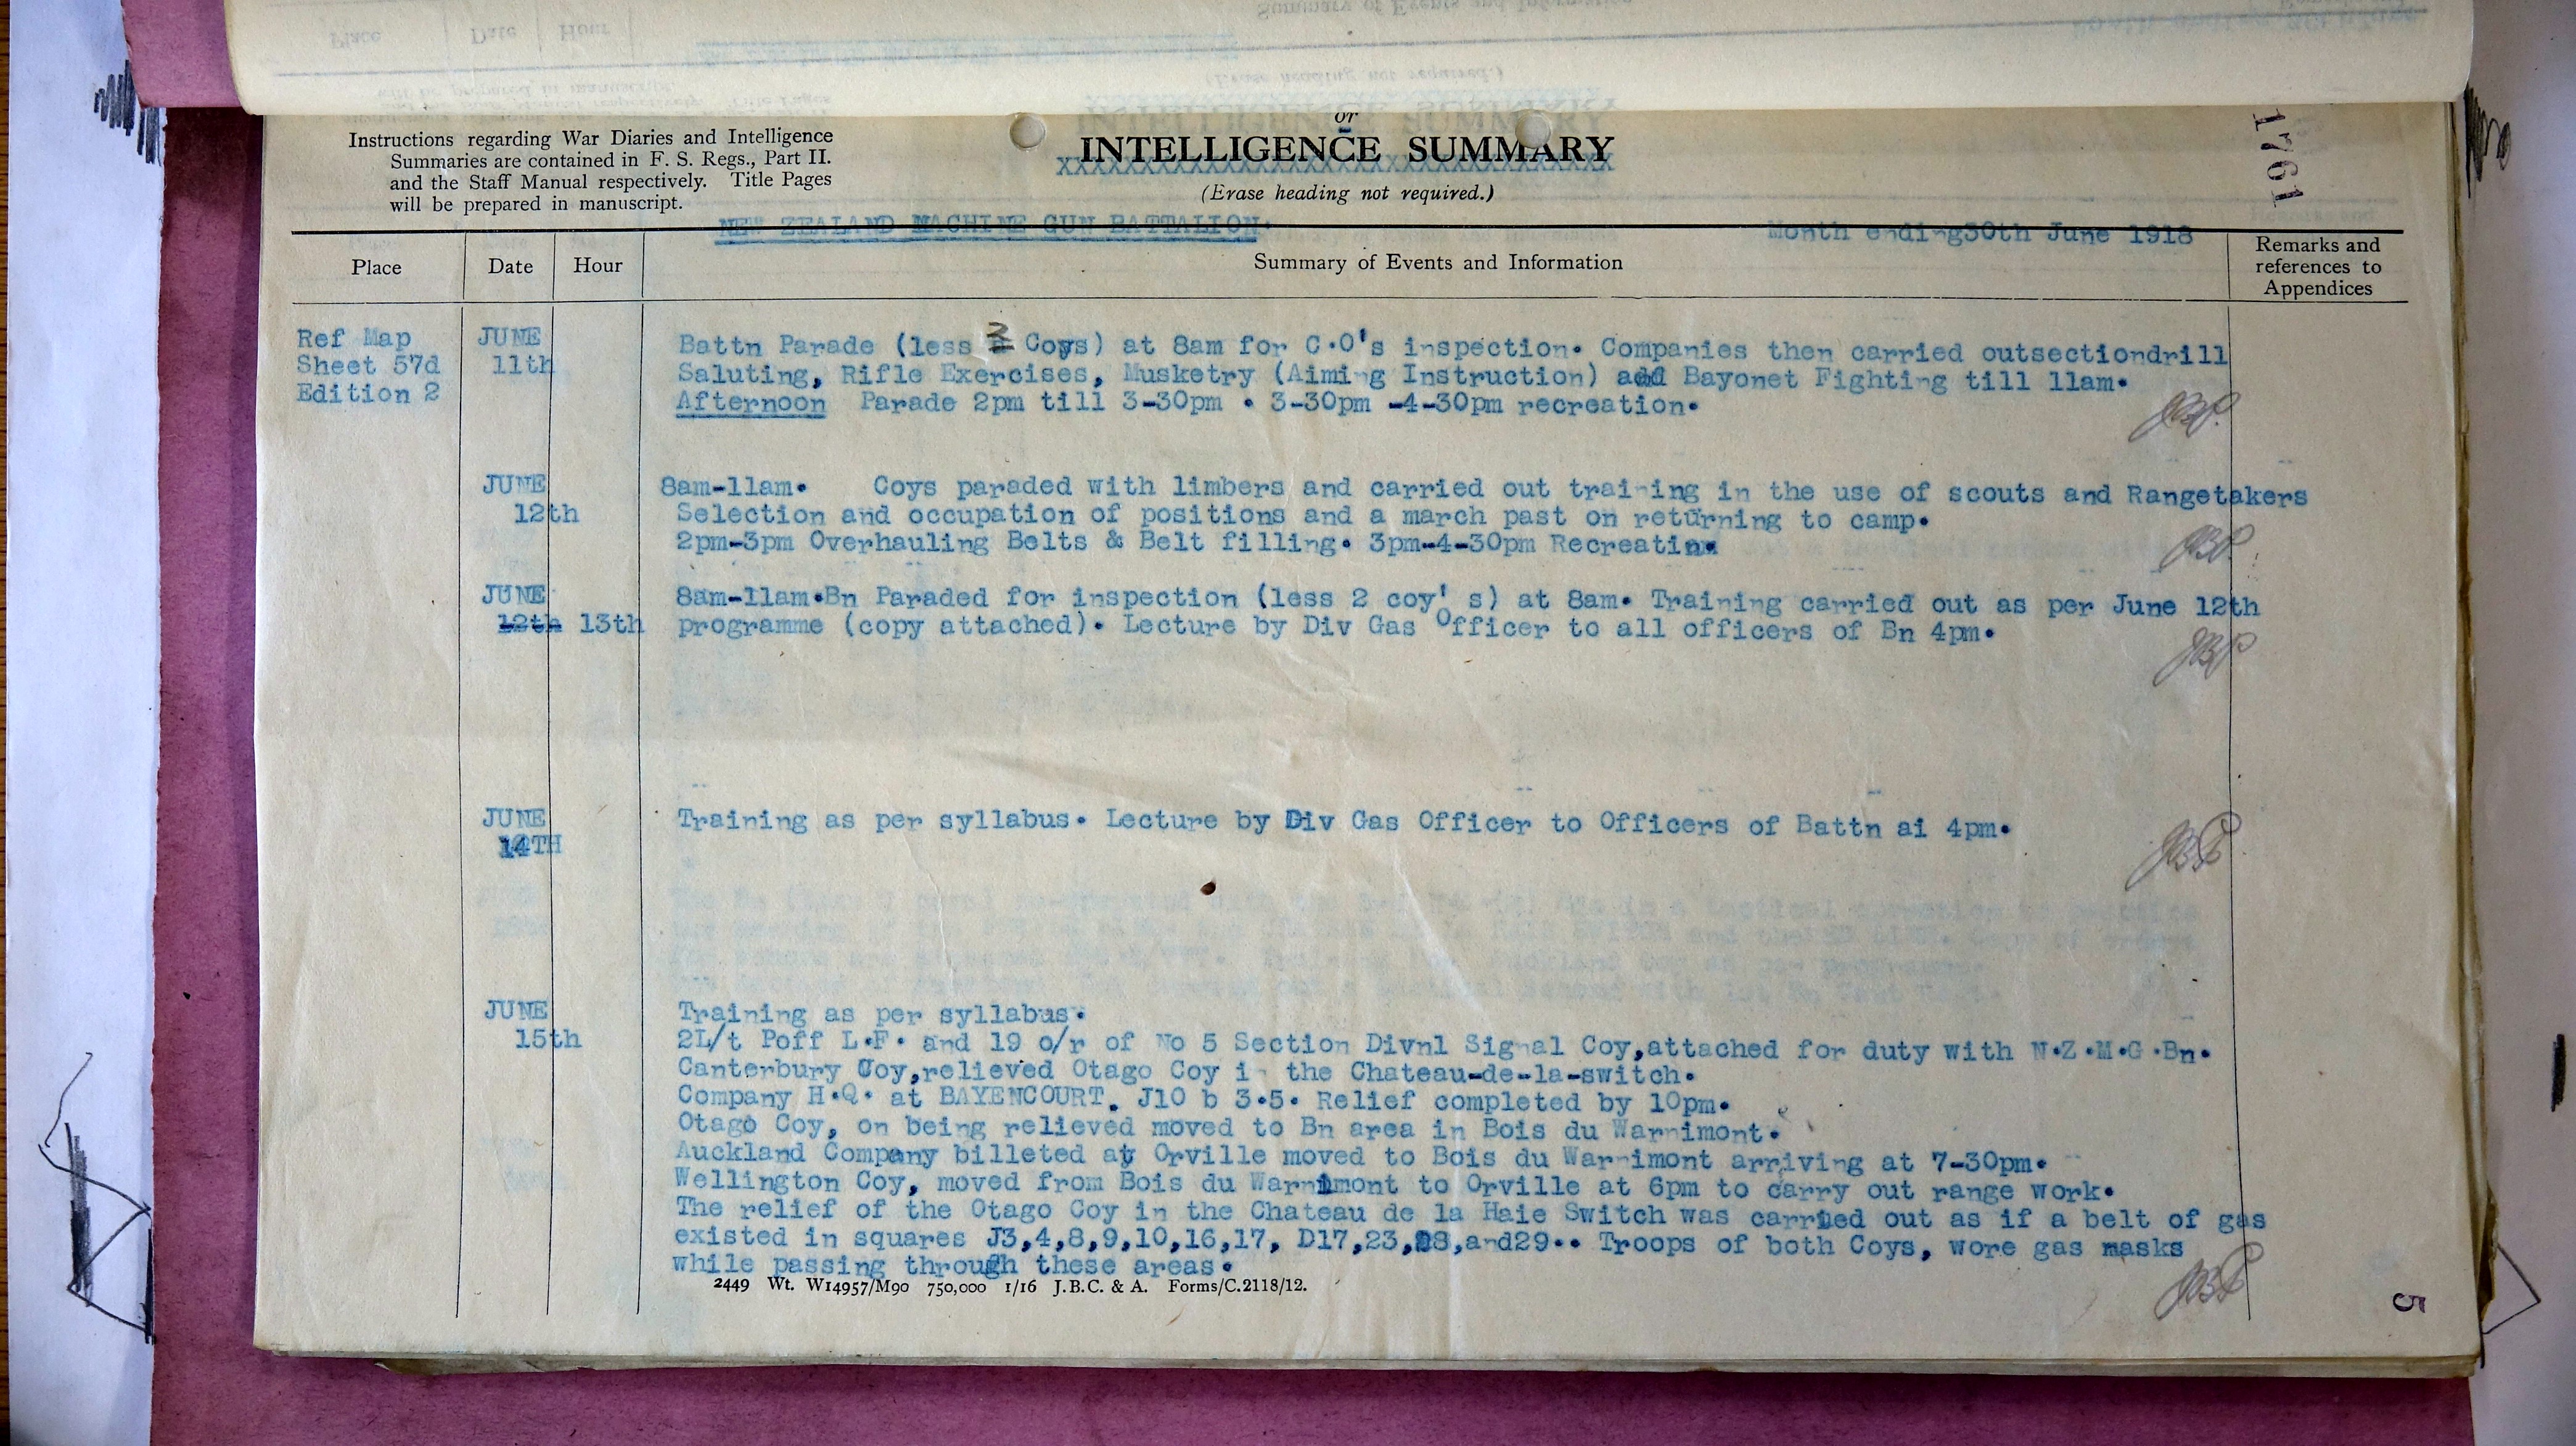 or
Instructions regarding War Diaries and Intelligence
Summaries are contained in F. S. Regs., Part II.
and the Staff Manual respectively. Title Pages
will be prepared in manuscript.
INTELLIGENCE SUMMARY
XXXXXXXXXXXXXXXXXXXXXXXXXXXXXXXXX
(Erase heading not required.)
1761
NEW ZEALAND MACHINE GUN BATTALION.
Month ending30th June 1918
Place Date Hour Summary of Events and Information Remarks and references to Appendices
Ref Map
Sheet 57d
Edition 2
JUNE
11th
Battn Parade (less 2 Coys) at 8am for C.O's inspection. Companies then carried outsectiondrill
Saluting, Rifle Exercises, Musketry (Aiming Instruction) add Bayonet Fighting till 11am.
Afternoon Parade 2pm till 3-30pm . 3-30pm -4-30pm recreation.
JUNE
12th
8am-11am. Coys paraded with limbers and carried out training in the use of scouts and Rangetakers
Selection and occupation of positions and a march past on returning to camp.
2pm-3pm Overhauling Belts & Belt filling. 3pm-4-30pm Recreatin.
JUNE
12th 13th
8am-11am.Bn Paraded for inspection (less 2 coy' s) at 8am. Training carried out as per June 12th
programme (copy attached). Lecture by Div Gas Officer to all officers of Bn 4pm.
JUNE
14TH
Training as per syllabus. Lecture by Div Gas Officer to Officers of Battn ai 4pm.
JUNE
15th
Training as per syllabus.
2L/t Poff L.F. and 19 o/r of No 5 Section Divnl Signal Coy,attached for duty with N.Z.M.G.Bn.
Canterbury Coy,relieved Otago Coy in the Chateau-de-la-switch.
Company H.Q. at BAYENCOURT. J10 b 3.5. Relief completed by 10pm.
Otago Coy, on being relieved moved to Bn area in Bois du Warnimont.
Auckland Company billeted at Orville moved to Bois du Warnimont arriving at 7-30pm.
Wellington Coy, moved from Bois du Warnimont to Orville at 6pm to carry out range work.
The relief of the Otago Coy in the Chateau de la Haie Switch was carried out as if a belt of gas
existed in squares J3,4,8,9,10,16,17, D17,23,28,and29.. Troops of both Coys, wore gas masks
while passing through these areas.
2449 Wt. W14957/M90 750,000 1/16 J.B.C. & A. Forms/C.2118/12.
5